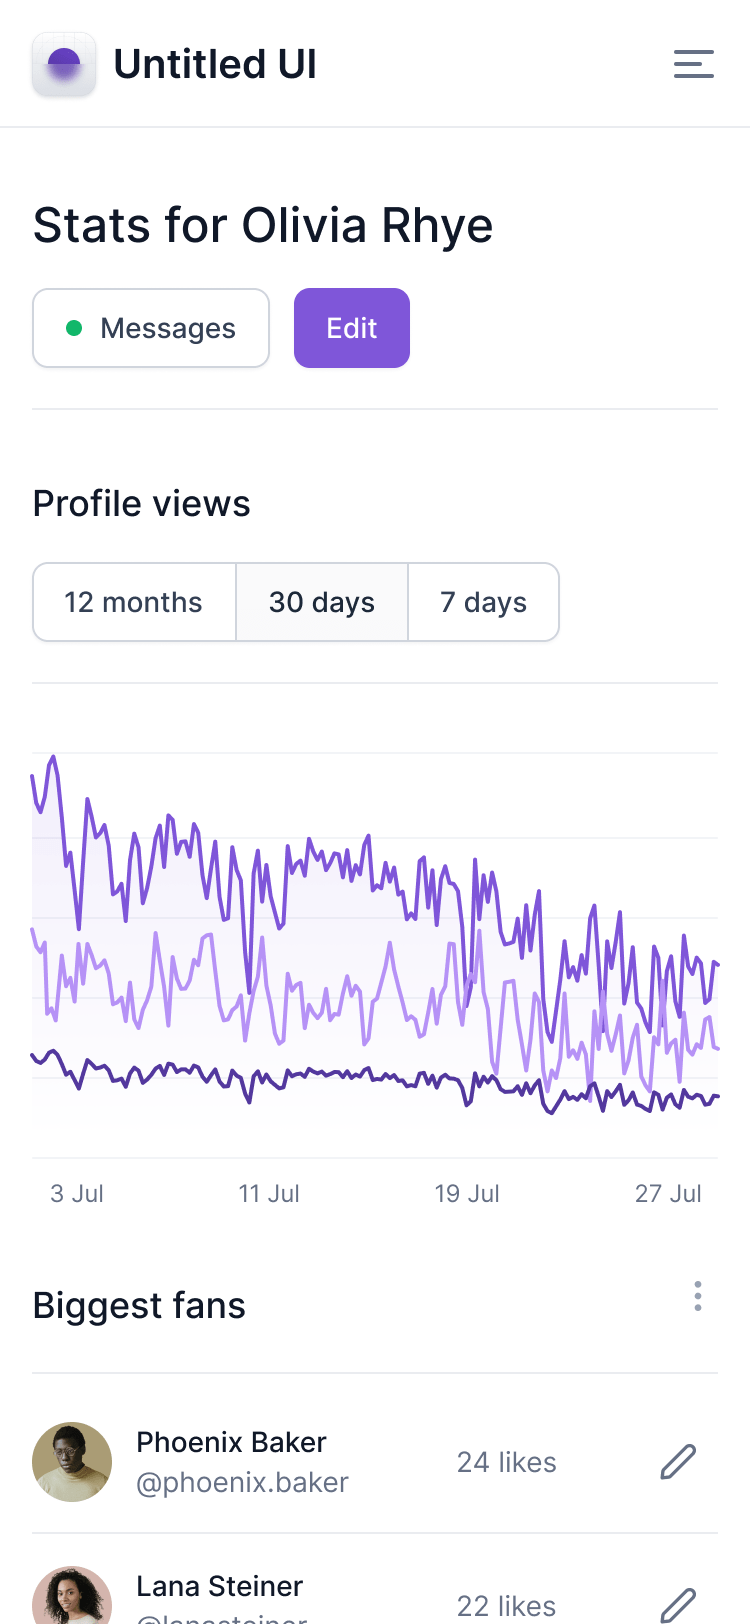 Untitled UI
Stats for Olivia Rhye
Messages
Edit
Profile views
12 months
30 days
7 days
3 Jul
11 Jul
19 Jul
27 Jul
Biggest fans
Phoenix Baker
@phoenix.baker
24 likes
Lana Steiner
@lanasteiner
22 likes